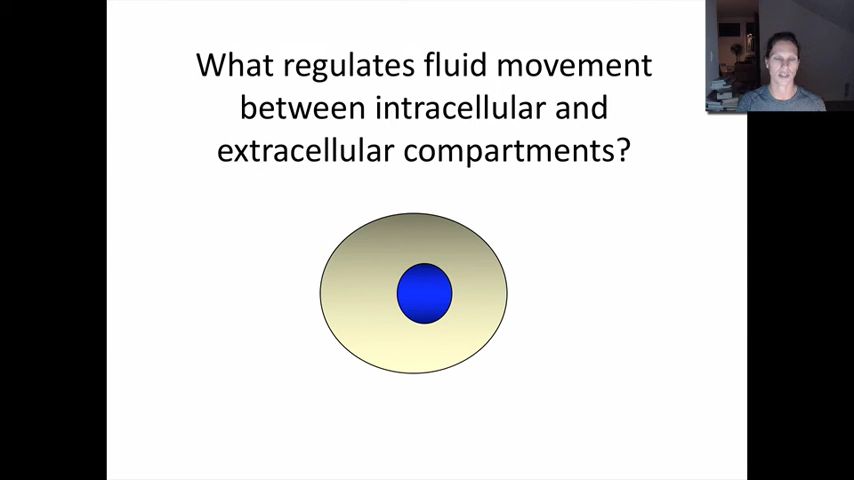 What regulates fluid movement
between intracellular and
extracellular compartments?